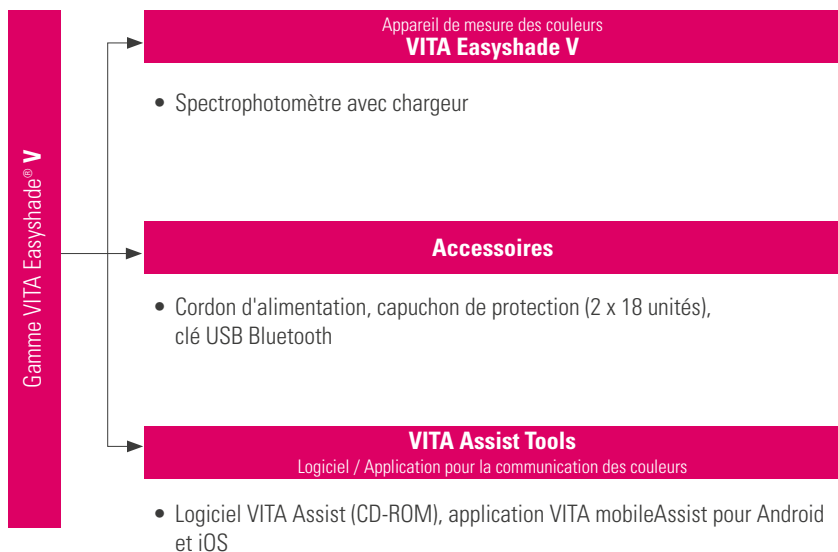 Gamme VITA Easyshade® V
Appareil de mesure des couleurs
VITA Easyshade V
• Spectrophotomètre avec chargeur
Accessoires
• Cordon d'alimentation, capuchon de protection (2 x 18 unités),
clé USB Bluetooth
VITA Assist Tools
Logiciel / Application pour la communication des couleurs
• Logiciel VITA Assist (CD-ROM), application VITA mobileAssist pour Android
et iOS